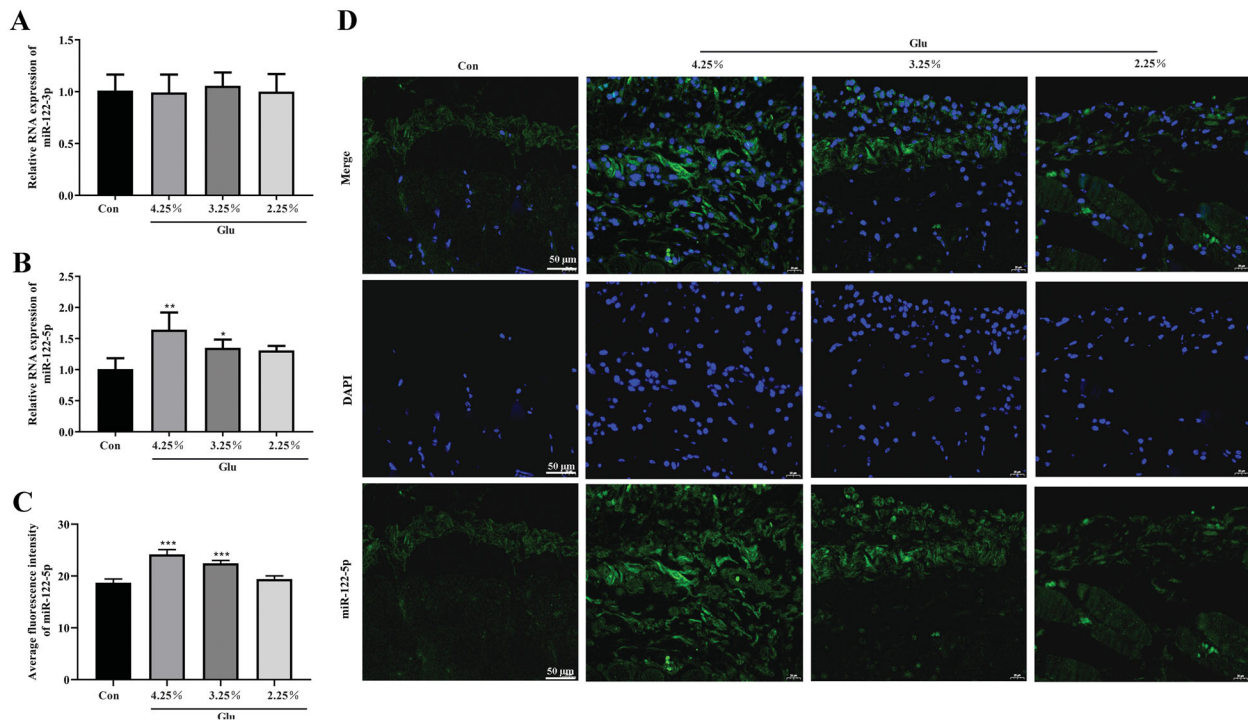 A
Relative RNA expression of
miR-122-3p
1.5
1.0
0.5
0.0
Con
4.25%
3.25%
2.25%
Glu
B
Relative RNA expression of
miR-122-5p
2.5
2.0
1.5
1.0
0.5
0.0
**
*
Con
4.25%
3.25%
2.25%
Glu
C
Average fluorescence intensity
of miR-122-5p
30
20
10
0
***
***
Con
4.25%
3.25%
2.25%
Glu
D
Glu
Con
4.25%
3.25%
2.25%
Merge
50 μm
DAPI
50 μm
miR-122-5p
50 μm